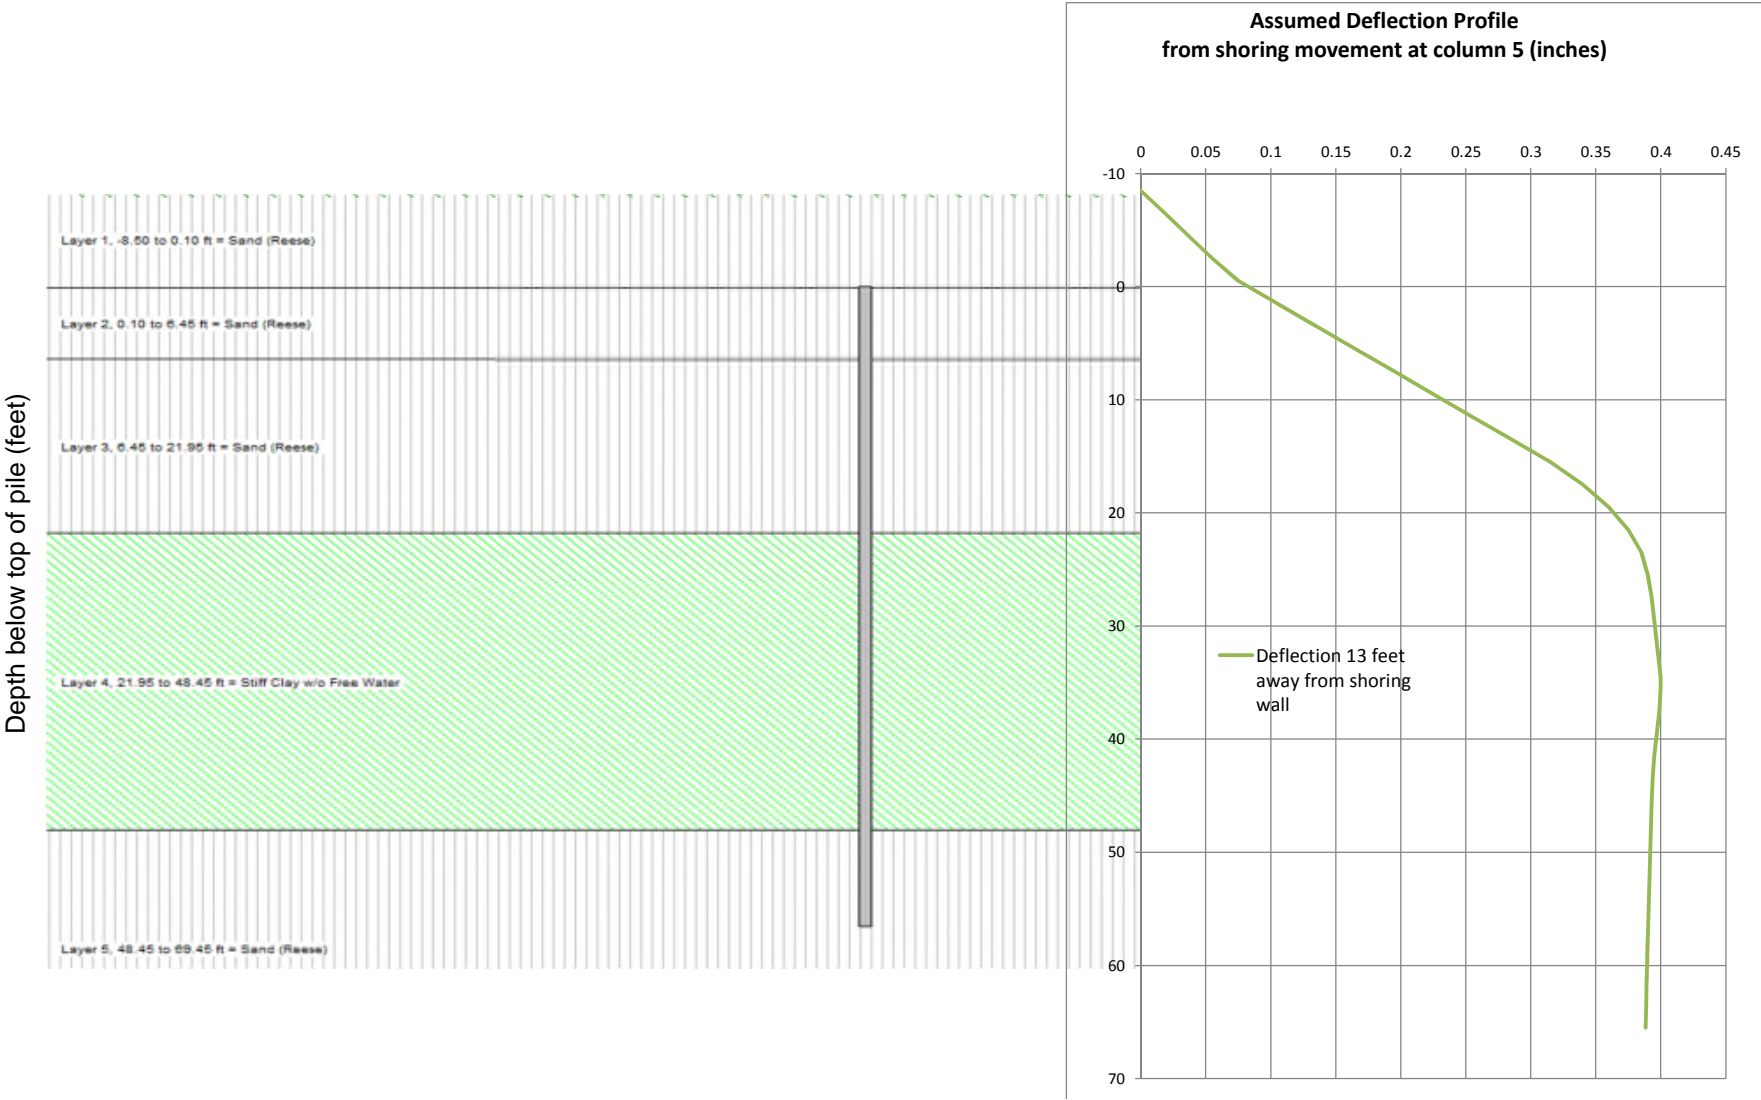 Assumed Deflection Profile
from shoring movement at column 5 (inches)
0 0.05 0.1 0.15 0.2 0.25 0.3 0.35 0.4 0.45
-10
0
10
20
30
40
50
60
70
Deflection 13 feet
away from shoring
wall
Depth below top of pile (feet)
Layer 1, -8.50 to 0.10 ft = Sand (Reese)
Layer 2, 0.10 to 6.45 ft = Sand (Reese)
Layer 3, 6.45 to 21.95 ft = Sand (Reese)
Layer 4, 21.95 to 48.45 ft = Stiff Clay w/o Free Water
Layer 5, 48.45 to 69.45 ft = Sand (Reese)